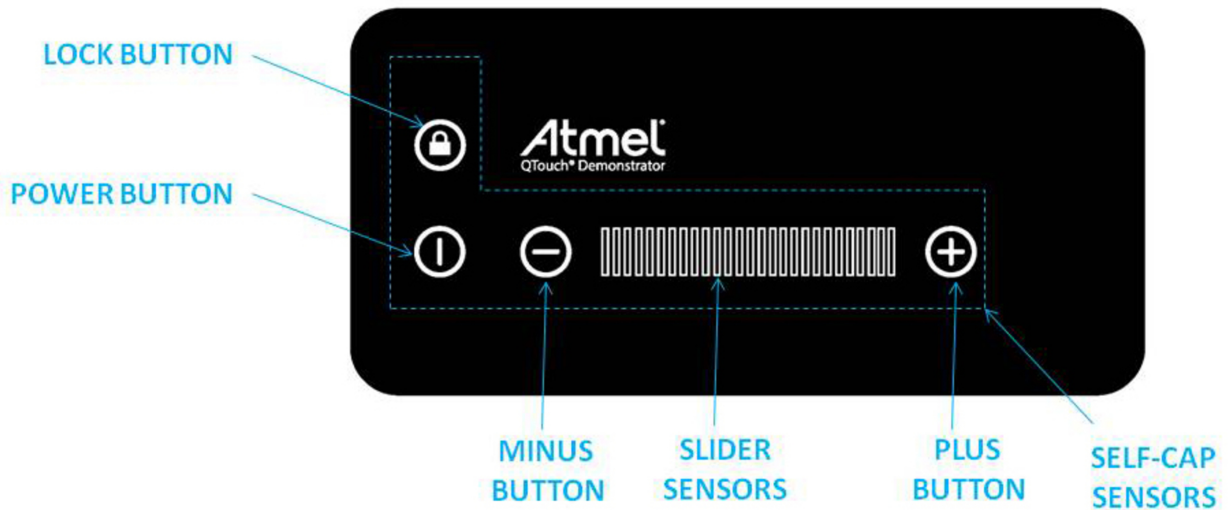 LOCK BUTTON
Atmel
QTouch® Demonstrator
POWER BUTTON
MINUS
BUTTON
SLIDER
SENSORS
PLUS
BUTTON
SELF-CAP
SENSORS